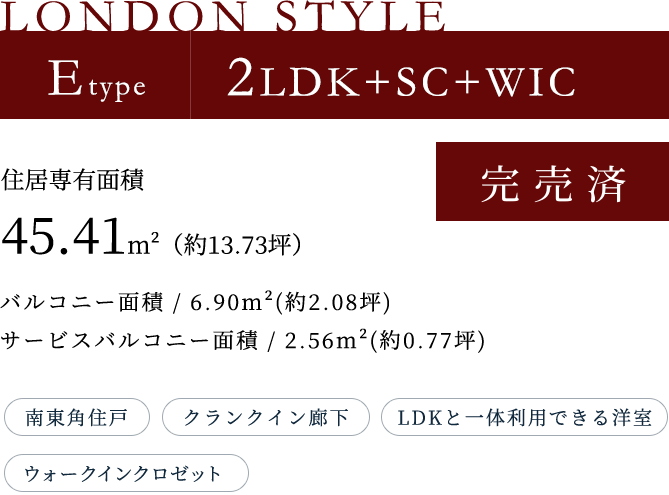 LONDON STYLE
E type 2LDK+SC+WIC
完売済
住居専有面積
45.41m²（約13.73坪）
バルコニー面積 / 6.90m²(約2.08坪)
サービスバルコニー面積 / 2.56m²(約0.77坪)
南東角住戸 クランクイン廊下 LDKと一体利用できる洋室
ウォークインクロゼット